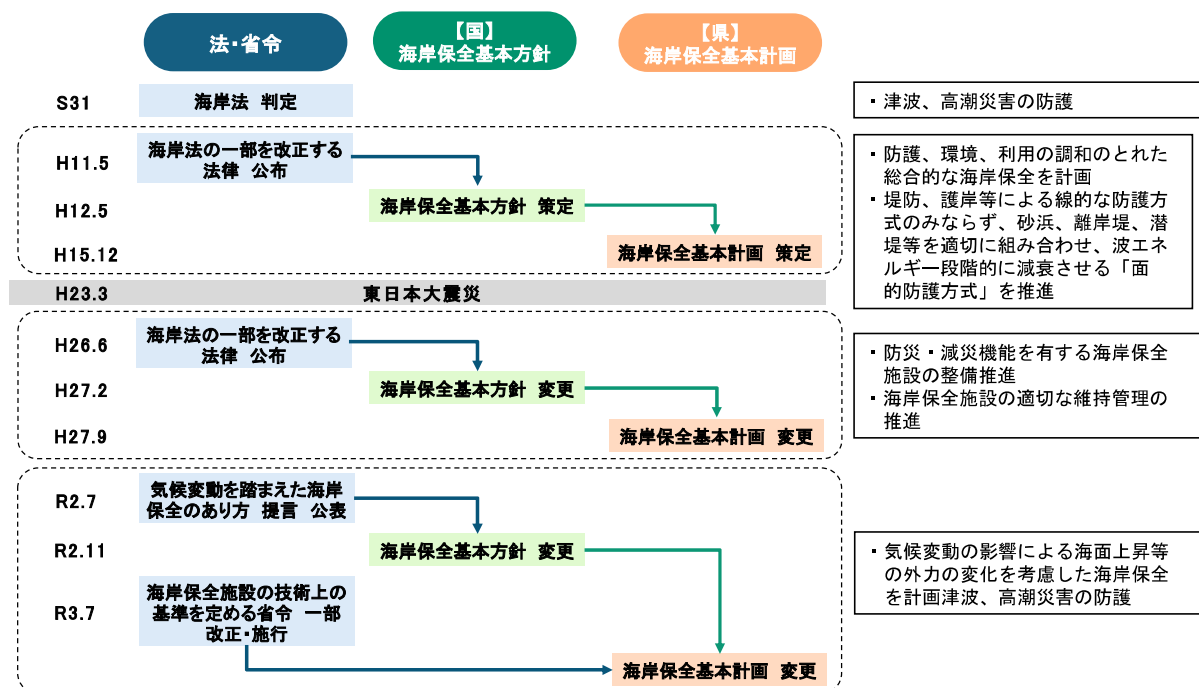 法・省令
【国】
海岸保全基本方針
【県】
海岸保全基本計画
S31
海岸法 判定
・津波、高潮災害の防護
H11.5
海岸法の一部を改正する
法律 公布
H12.5
海岸保全基本方針 策定
H15.12
海岸保全基本計画 策定
・防護、環境、利用の調和のとれた
総合的な海岸保全を計画
・堤防、護岸等による線的な防護方
式のみならず、砂浜、離岸堤、潜
堤等を適切に組み合わせ、波エネ
ルギー段階的に減衰させる「面
的防護方式」を推進
H23.3
東日本大震災
H26.6
海岸法の一部を改正する
法律 公布
H27.2
海岸保全基本方針 変更
H27.9
海岸保全基本計画 変更
・防災・減災機能を有する海岸保全
施設の整備推進
・海岸保全施設の適切な維持管理の
推進
R2.7
気候変動を踏まえた海岸
保全のあり方 提言 公表
R2.11
海岸保全基本方針 変更
R3.7
海岸保全施設の技術上の
基準を定める省令 一部
改正・施行
海岸保全基本計画 変更
・気候変動の影響による海面上昇等
の外力の変化を考慮した海岸保全
を計画津波、高潮災害の防護